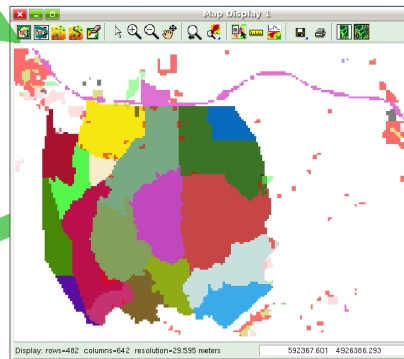 Map Display 1
Display: rows=482 columns=642 resolution=29.595 meters
592367.601 4926386.293